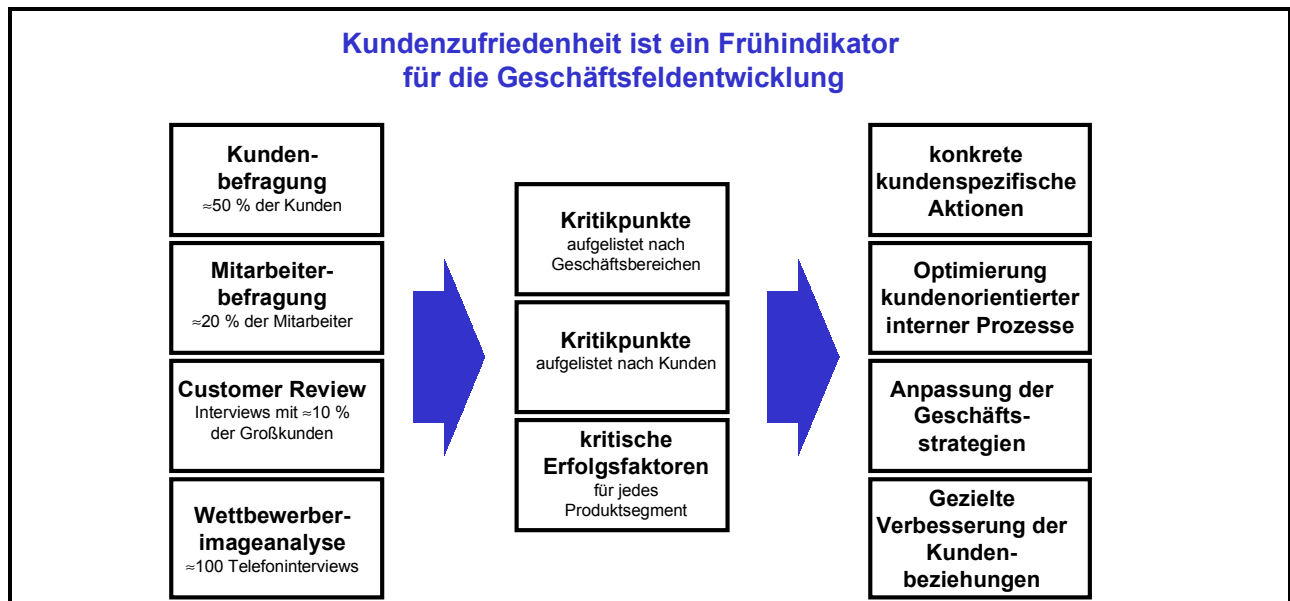 Kundenzufriedenheit ist ein Frühindikator
für die Geschäftsfeldentwicklung
Kunden-
befragung
≈50 % der Kunden
Mitarbeiter-
befragung
≈20 % der Mitarbeiter
Customer Review
Interviews mit ≈10 %
der Großkunden
Wettbewerber-
imageanalyse
≈100 Telefoninterviews
Kritikpunkte
aufgelistet nach
Geschäftsbereichen
Kritikpunkte
aufgelistet nach Kunden
kritische
Erfolgsfaktoren
für jedes
Produktsegment
konkrete
kundenspezifische
Aktionen
Optimierung
kundenorientierter
interner Prozesse
Anpassung der
Geschäfts-
strategien
Gezielte
Verbesserung der
Kunden-
beziehungen